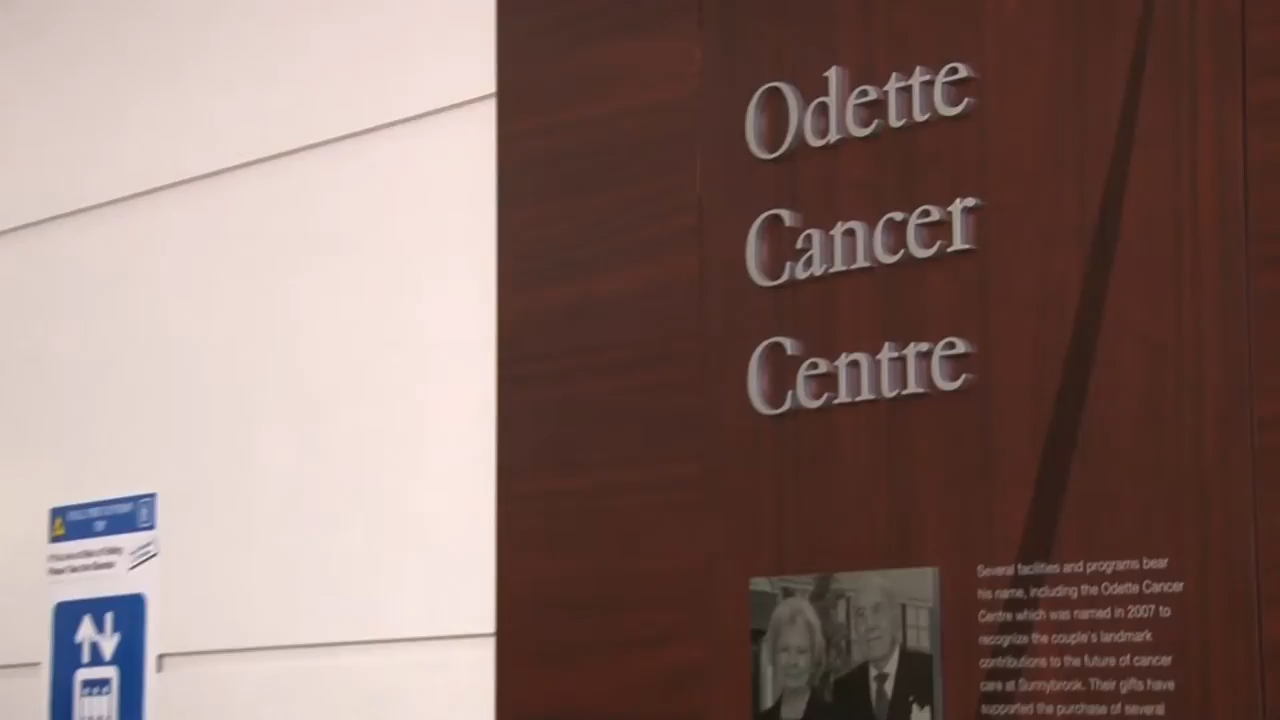 Odette
Cancer
Centre
Several facilities and programs bear
his name, including the Odette Cancer
Centre which was named in 2007 to
recognize the couple's landmark
contributions to the future of cancer
care at Sunnybrook. Their gifts have
supported the purchase of several